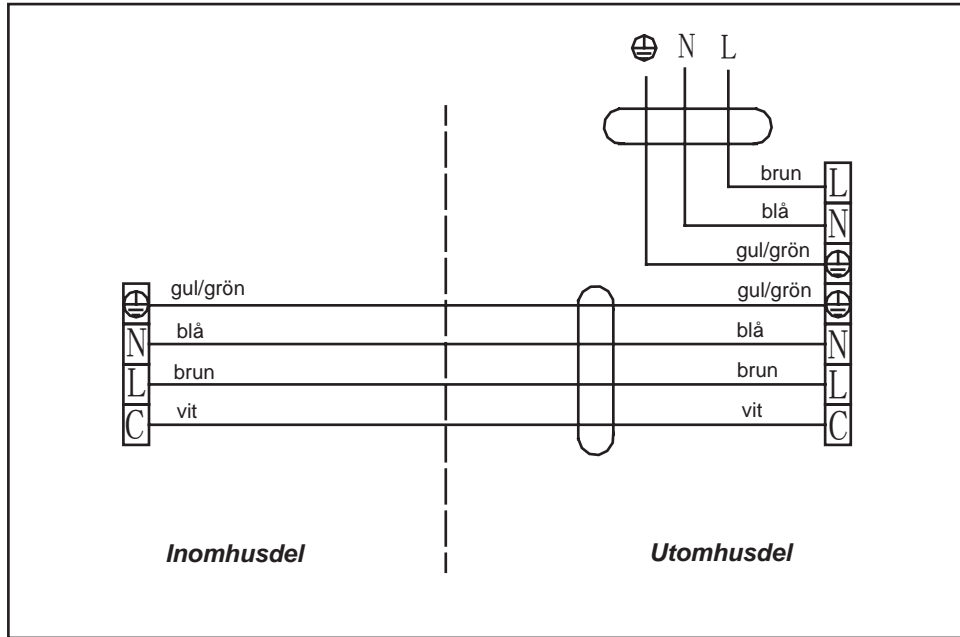 N L
brun L
blå N
gul/grön
gul/grön gul/grön
N blå blå N
L brun brun L
C vit vit C
Inomhusdel Utomhusdel